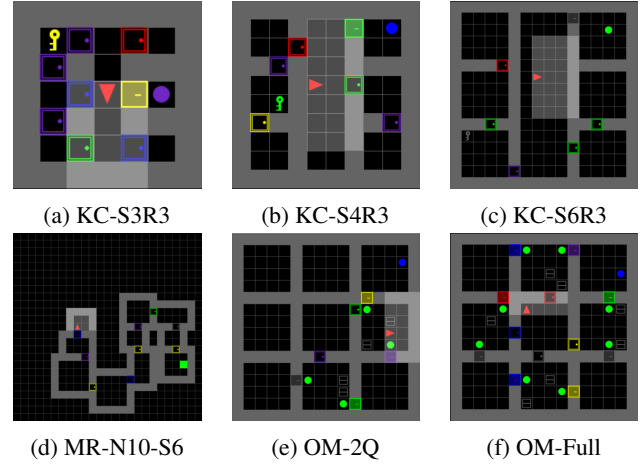 (a) KC-S3R3
(b) KC-S4R3
(c) KC-S6R3
(d) MR-N10-S6
(e) OM-2Q
(f) OM-Full